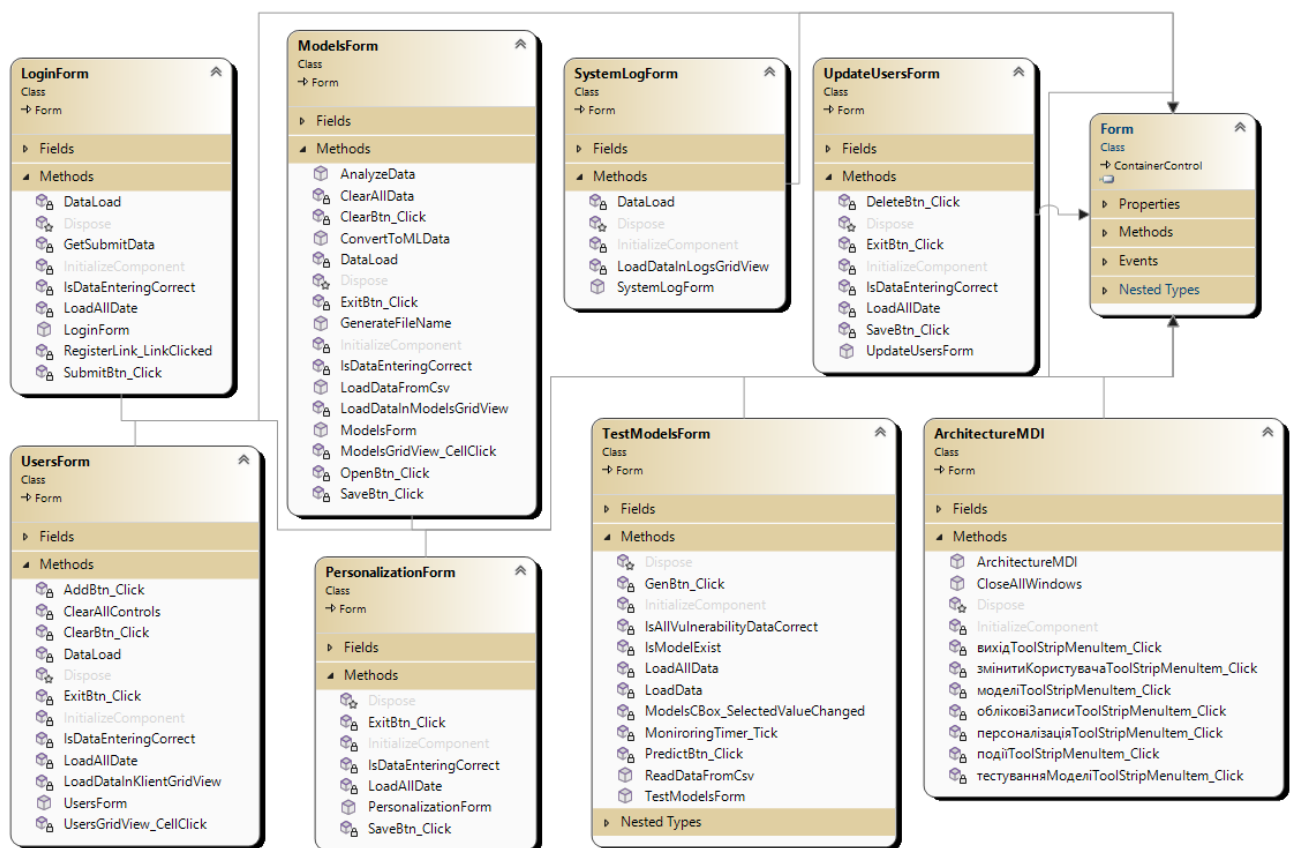 LoginForm
Class
Form
Fields
Methods
DataLoad
Dispose
GetSubmitData
InitializeComponent
IsDataEnteringCorrect
LoadAllDate
LoginForm
RegisterLink_LinkClicked
SubmitBtn_Click
ModelsForm
Class
Form
Fields
Methods
AnalyzeData
ClearAllData
ClearBtn_Click
ConvertToMLData
DataLoad
Dispose
ExitBtn_Click
GenerateFileName
InitializeComponent
IsDataEnteringCorrect
LoadDataFromCsv
LoadDataInModelsGridView
ModelsForm
ModelsGridView_CellClick
OpenBtn_Click
SaveBtn_Click
SystemLogForm
Class
Form
Fields
Methods
DataLoad
Dispose
InitializeComponent
LoadDataInLogsGridView
SystemLogForm
UpdateUsersForm
Class
Form
Fields
Methods
DeleteBtn_Click
Dispose
ExitBtn_Click
InitializeComponent
IsDataEnteringCorrect
LoadAllDate
SaveBtn_Click
UpdateUsersForm
Form
Class
ContainerControl
Properties
Methods
Events
Nested Types
UsersForm
Class
Form
Fields
Methods
AddBtn_Click
ClearAllControls
ClearBtn_Click
DataLoad
Dispose
ExitBtn_Click
InitializeComponent
IsDataEnteringCorrect
LoadAllDate
LoadDataInKlientGridView
UsersForm
UsersGridView_CellClick
PersonalizationForm
Class
Form
Fields
Methods
Dispose
ExitBtn_Click
InitializeComponent
IsDataEnteringCorrect
LoadAllDate
PersonalizationForm
SaveBtn_Click
TestModelsForm
Class
Form
Fields
Methods
Dispose
GenBtn_Click
InitializeComponent
IsAllVulnerabilityDataCorrect
IsModelExist
LoadAllData
LoadData
ModelsCBox_SelectedValueChanged
MoniroringTimer_Tick
PredictBtn_Click
ReadDataFromCsv
TestModelsForm
Nested Types
ArchitectureMDI
Class
Form
Fields
Methods
ArchitectureMDI
CloseAllWindows
Dispose
InitializeComponent
вихідToolStripMenuItem_Click
змінитиКористувачаToolStripMenuItem_Click
моделіToolStripMenuItem_Click
обліковіЗаписиToolStripMenuItem_Click
персоналізаціяToolStripMenuItem_Click
подіїToolStripMenuItem_Click
тестуванняМоделіToolStripMenuItem_Click